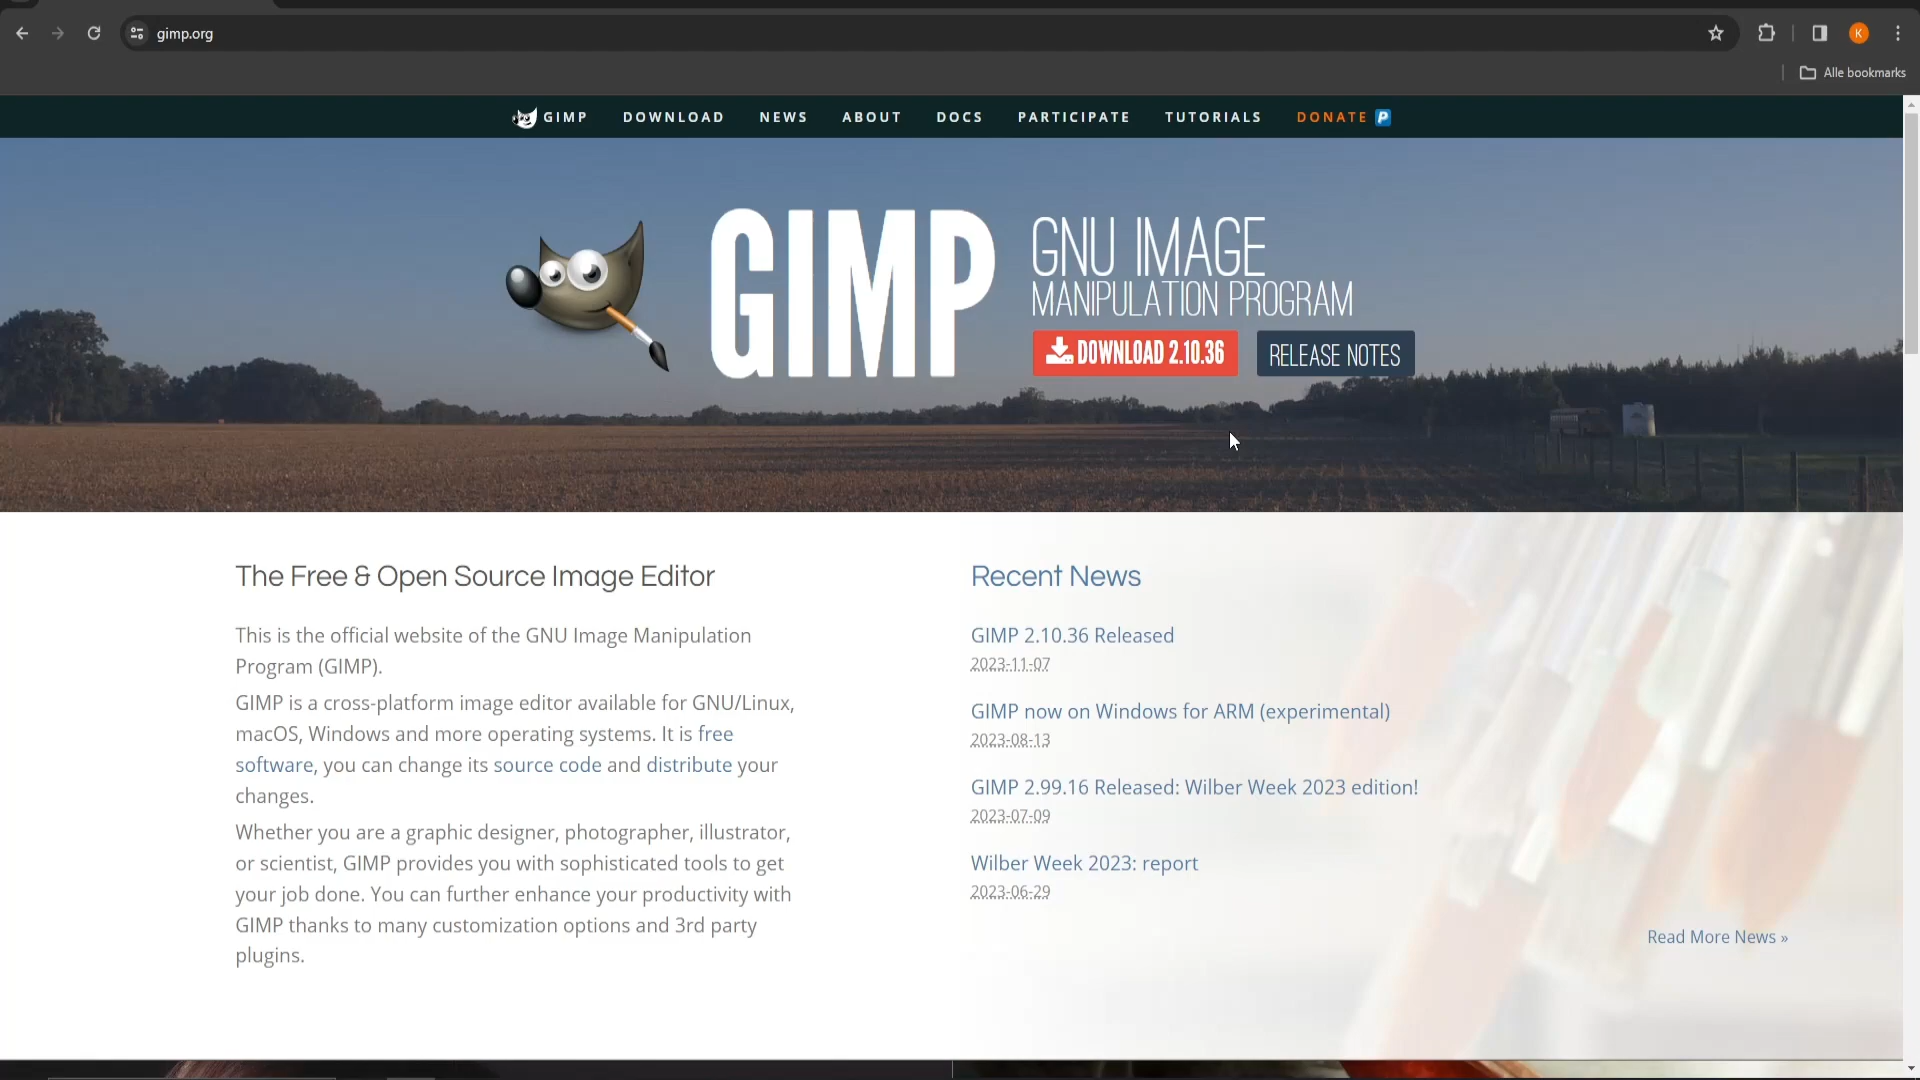 gimp.org
K
Alle bookmarks
GIMP DOWNLOAD NEWS ABOUT DOCS PARTICIPATE TUTORIALS DONATE
GIMP
GNU IMAGE
MANIPULATION PROGRAM
DOWNLOAD 2.10.36 RELEASE NOTES
The Free & Open Source Image Editor
This is the official website of the GNU Image Manipulation
Program (GIMP).
GIMP is a cross-platform image editor available for GNU/Linux,
macOS, Windows and more operating systems. It is free
software, you can change its source code and distribute your
changes.
Whether you are a graphic designer, photographer, illustrator,
or scientist, GIMP provides you with sophisticated tools to get
your job done. You can further enhance your productivity with
GIMP thanks to many customization options and 3rd party
plugins.
Recent News
GIMP 2.10.36 Released
2023-11-07
GIMP now on Windows for ARM (experimental)
2023-08-13
GIMP 2.99.16 Released: Wilber Week 2023 edition!
2023-07-09
Wilber Week 2023: report
2023-06-29
Read More News »